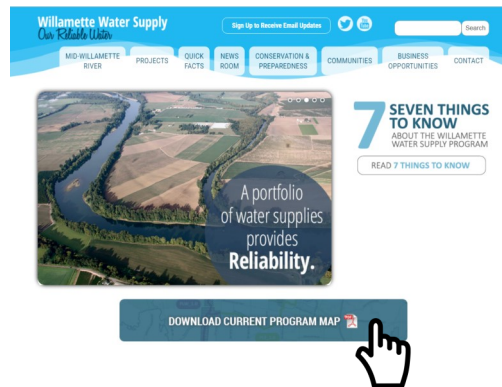 Willamette Water Supply
Our Reliable Water
Sign Up to Receive Email Updates
Search
MID-WILLAMETTE
RIVER
PROJECTS
QUICK
FACTS
NEWS
ROOM
CONSERVATION &
PREPAREDNESS
COMMUNITIES
BUSINESS
OPPORTUNITIES
CONTACT
A portfolio
of water supplies
provides
Reliability.
7
SEVEN THINGS
TO KNOW
ABOUT THE WILLAMETTE
WATER SUPPLY PROGRAM
READ 7 THINGS TO KNOW
DOWNLOAD CURRENT PROGRAM MAP